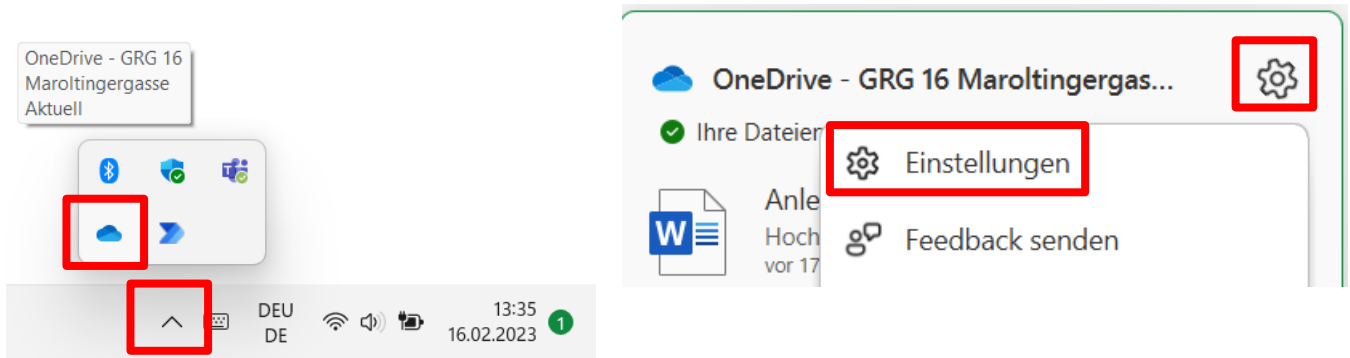 OneDrive - GRG 16
Maroltingergasse
Aktuell
DEU
DE
13:35
16.02.2023
1
OneDrive - GRG 16 Maroltingergas...
Ihre Dateien
Einstellungen
Anle
W
Hoch
Feedback senden
vor 17